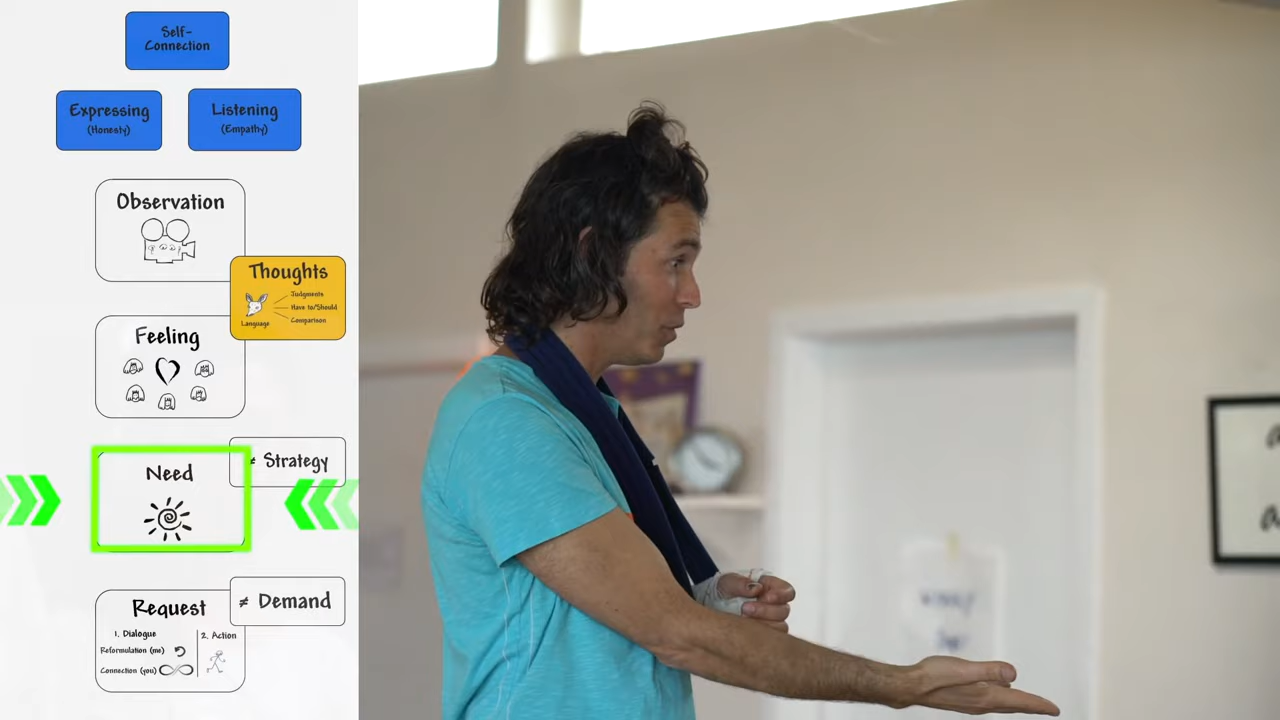 Self-
Connection
Expressing
(Honesty)
Listening
(Empathy)
Observation
Thoughts
Judgments
Have to/Should
Comparison
Language
Feeling
Need
≠ Strategy
Request
≠ Demand
1. Dialogue
2. Action
Reformulation (me)
Connection (you)